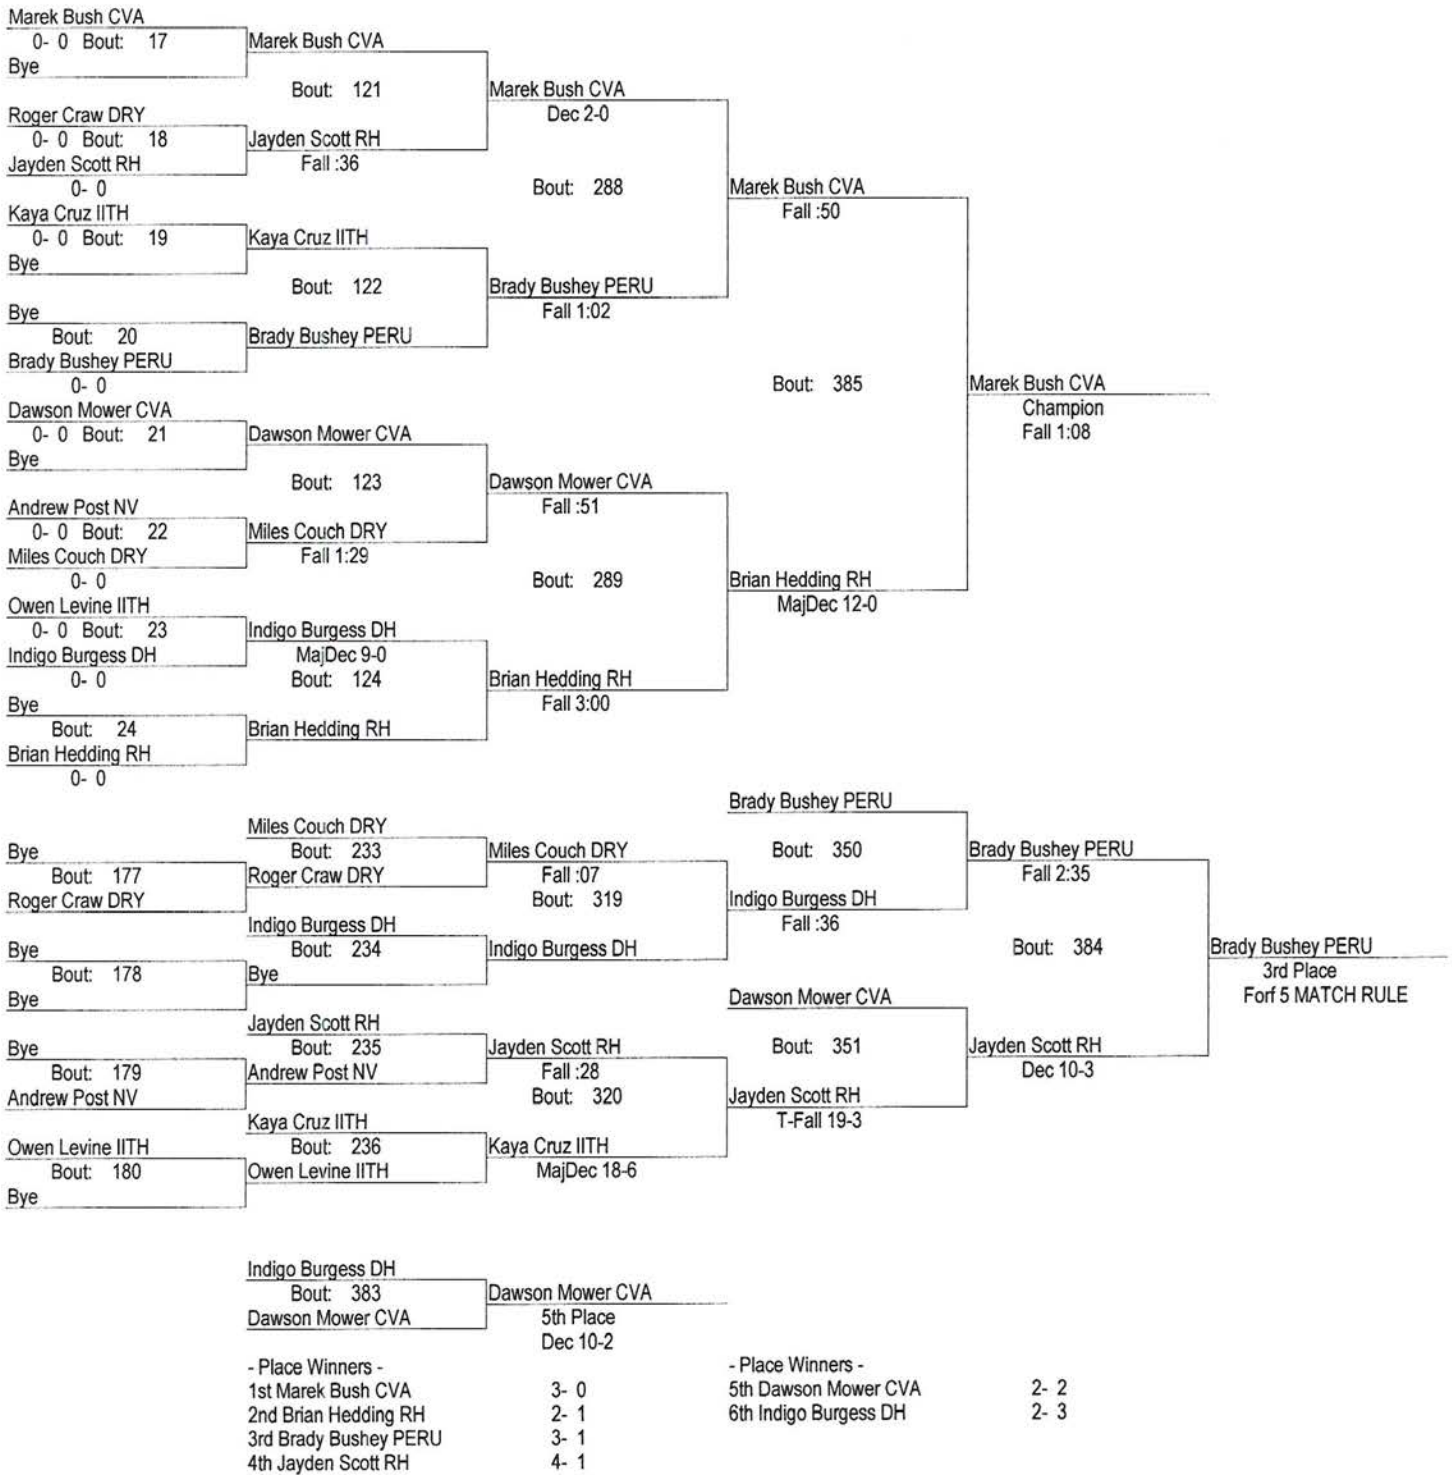 Marek Bush CVA
0- 0 Bout: 17
Bye
Marek Bush CVA
Bout: 121
Roger Craw DRY
0- 0 Bout: 18
Jayden Scott RH
0- 0
Jayden Scott RH
Fall :36
Marek Bush CVA
Dec 2-0
Bout: 288
Kaya Cruz IITH
0- 0 Bout: 19
Bye
Kaya Cruz IITH
Bout: 122
Bye
Bout: 20
Brady Bushey PERU
0- 0
Brady Bushey PERU
Brady Bushey PERU
Fall 1:02
Marek Bush CVA
Fall :50
Bout: 385
Marek Bush CVA
Champion
Fall 1:08
Dawson Mower CVA
0- 0 Bout: 21
Bye
Dawson Mower CVA
Bout: 123
Andrew Post NV
0- 0 Bout: 22
Miles Couch DRY
0- 0
Miles Couch DRY
Fall 1:29
Dawson Mower CVA
Fall :51
Bout: 289
Owen Levine IITH
0- 0 Bout: 23
Indigo Burgess DH
0- 0
Indigo Burgess DH
MajDec 9-0
Bout: 124
Bye
Bout: 24
Brian Hedding RH
0- 0
Brian Hedding RH
Brian Hedding RH
Fall 3:00
Brian Hedding RH
MajDec 12-0
Bye
Bout: 177
Roger Craw DRY
Miles Couch DRY
Bout: 233
Roger Craw DRY
Miles Couch DRY
Fall :07
Bout: 319
Bye
Bout: 178
Bye
Indigo Burgess DH
Bout: 234
Bye
Indigo Burgess DH
Brady Bushey PERU
Bout: 350
Indigo Burgess DH
Fall :36
Brady Bushey PERU
Fall 2:35
Bout: 384
Brady Bushey PERU
3rd Place
Forf 5 MATCH RULE
Bye
Bout: 179
Andrew Post NV
Jayden Scott RH
Bout: 235
Andrew Post NV
Jayden Scott RH
Fall :28
Bout: 320
Owen Levine IITH
Bout: 180
Bye
Kaya Cruz IITH
Bout: 236
Owen Levine IITH
Kaya Cruz IITH
MajDec 18-6
Dawson Mower CVA
Bout: 351
Jayden Scott RH
T-Fall 19-3
Jayden Scott RH
Dec 10-3
Indigo Burgess DH
Bout: 383
Dawson Mower CVA
Dawson Mower CVA
5th Place
Dec 10-2
- Place Winners -
1st Marek Bush CVA 3- 0
2nd Brian Hedding RH 2- 1
3rd Brady Bushey PERU 3- 1
4th Jayden Scott RH 4- 1
- Place Winners -
5th Dawson Mower CVA 2- 2
6th Indigo Burgess DH 2- 3